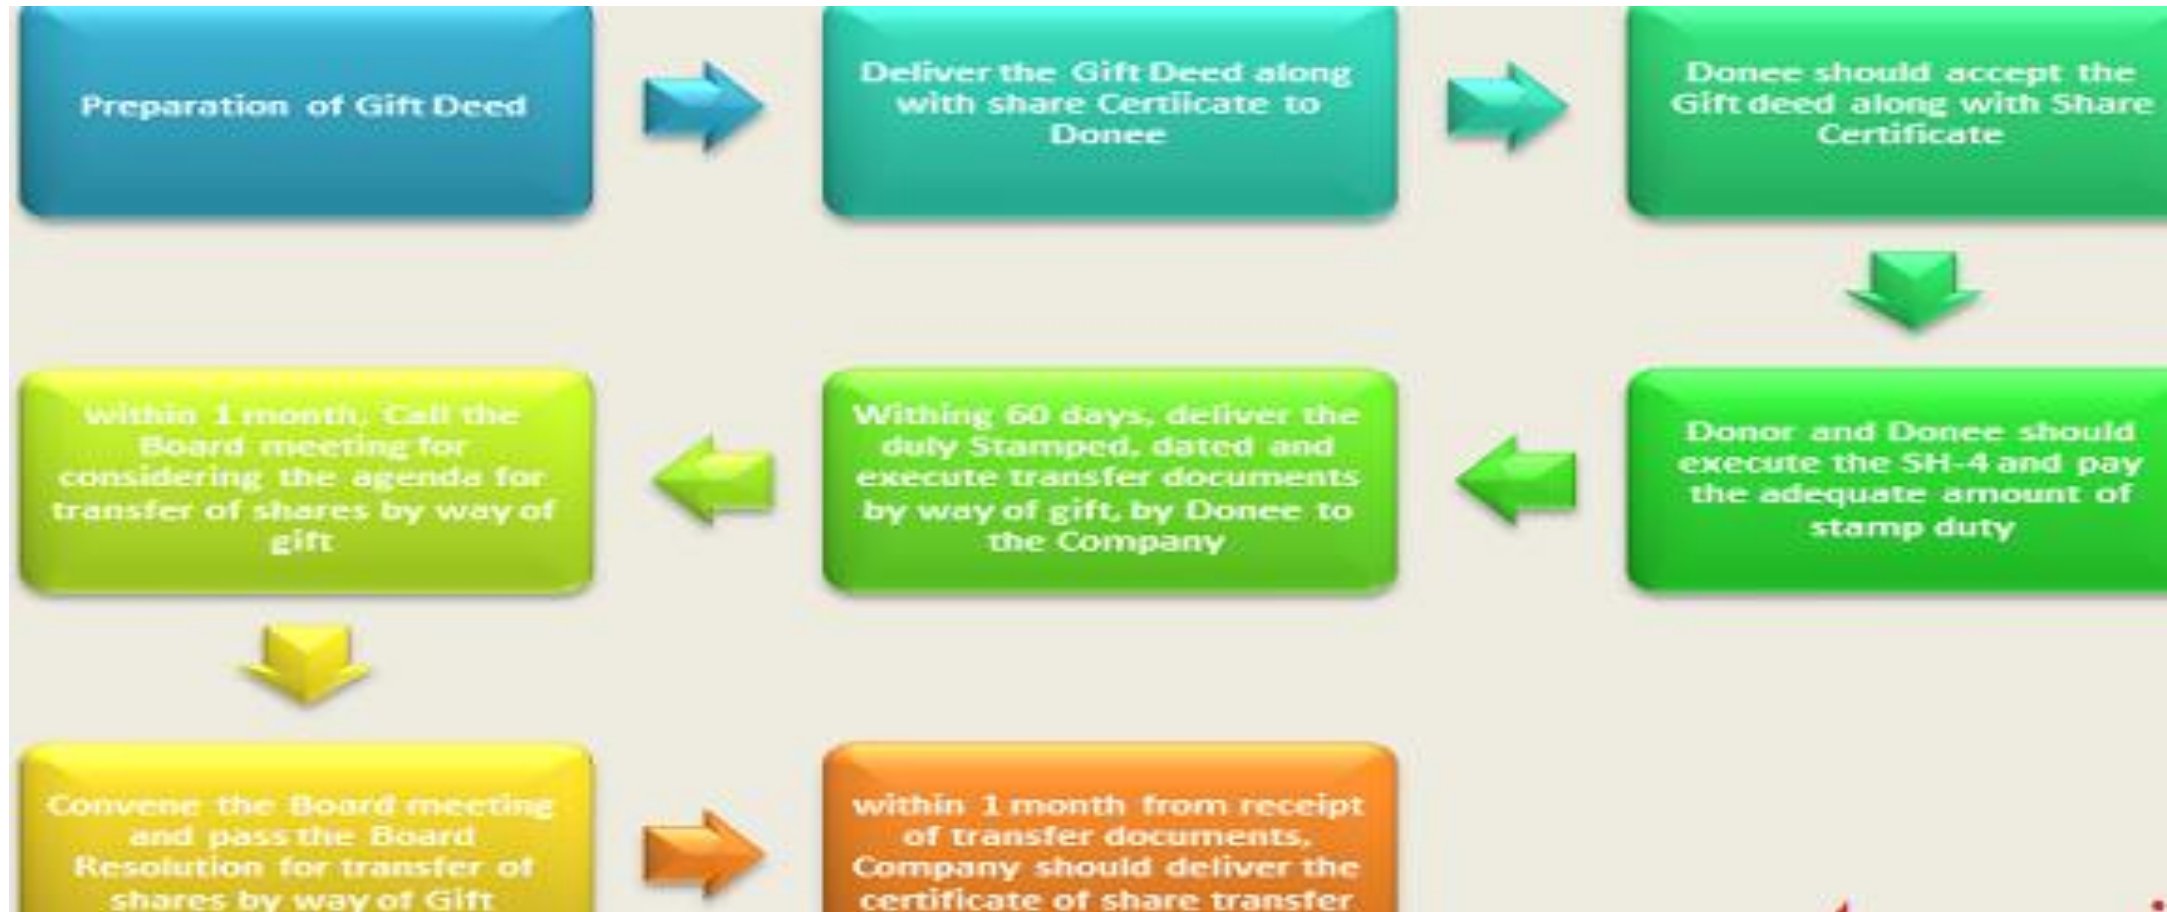 Preparation of Gift Deed
Deliver the Gift Deed along
with share Certiicate to
Donee
Donee should accept the
Gift deed along with Share
Certificate
Donor and Donee should
execute the SH-4 and pay
the adequate amount of
stamp duty
Withing 60 days, deliver the
duly Stamped, dated and
execute transfer documents
by way of gift, by Donee to
the Company
within 1 month, Call the
Board meeting for
considering the agenda for
transfer of shares by way of
gift
Convene the Board meeting
and pass the Board
Resolution for transfer of
shares by way of Gift
within 1 month from receipt
of transfer documents,
Company should deliver the
certificate of share transfer